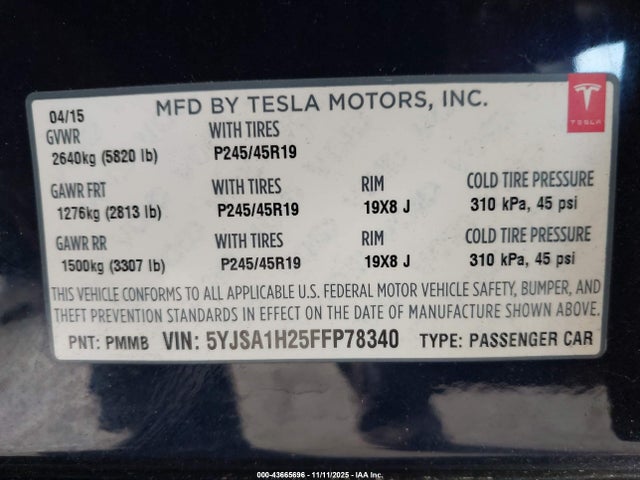 MFD BY TESLA MOTORS, INC.
TESLA
04/15
GVWR WITH TIRES
2640kg (5820 lb) P245/45R19
GAWR FRT WITH TIRES RIM COLD TIRE PRESSURE
1276kg (2813 lb) P245/45R19 19X8 J 310 kPa, 45 psi
GAWR RR WITH TIRES RIM COLD TIRE PRESSURE
1500kg (3307 lb) P245/45R19 19X8 J 310 kPa, 45 psi
THIS VEHICLE CONFORMS TO ALL APPLICABLE U.S. FEDERAL MOTOR VEHICLE SAFETY, BUMPER, AND
THEFT PREVENTION STANDARDS IN EFFECT ON THE DATE OF MANUFACTURE SHOWN ABOVE.
PNT: PMMB VIN: 5YJSA1H25FFP78340 TYPE: PASSENGER CAR
000-43665696 - 11/11/2025 - IAA Inc.